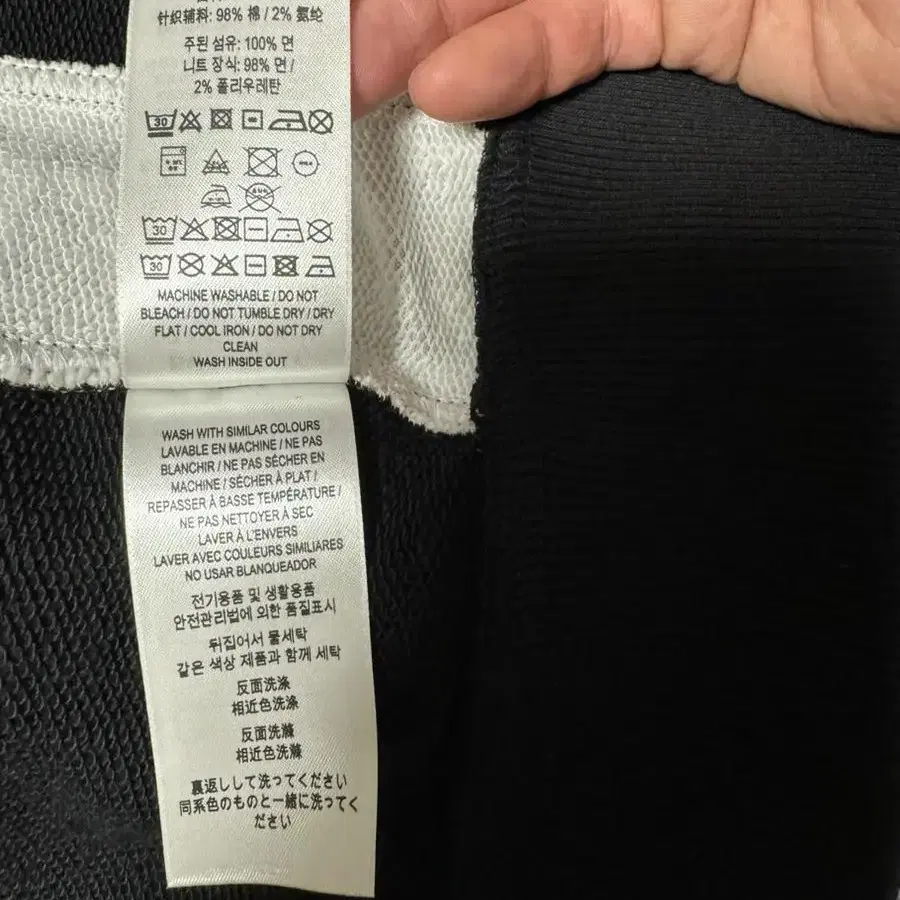 针织辅料: 98% 棉 / 2% 氨纶
주된 섬유: 100% 면
니트 장식: 98% 면 /
2% 폴리우레탄
30
30
30
MACHINE WASHABLE / DO NOT
BLEACH / DO NOT TUMBLE DRY / DRY
FLAT / COOL IRON / DO NOT DRY
CLEAN
WASH INSIDE OUT
WASH WITH SIMILAR COLOURS
LAVABLE EN MACHINE / NE PAS
BLANCHIR / NE PAS SÉCHER EN
MACHINE / SÉCHER À PLAT /
REPASSER À BASSE TEMPÉRATURE /
NE PAS NETTOYER À SEC
LAVER À L'ENVERS
LAVER AVEC COULEURS SIMILIARES
NO USAR BLANQUEADOR
전기용품 및 생활용품
안전관리법에 의한 품질표시
뒤집어서 물세탁
같은 색상 제품과 함께 세탁
反面洗涤
相近色洗涤
反面洗滌
相近色洗滌
裏返しして洗ってください
同系色のものと一緒に洗ってく
ださい